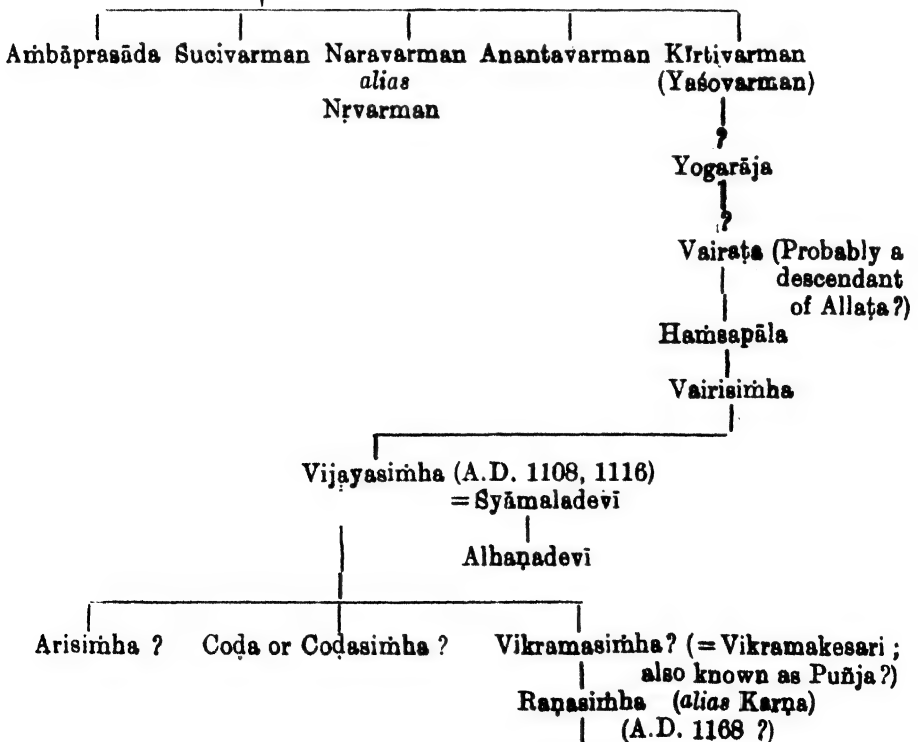 Aṁbāprasāda Sucivarman Naravarman Anantavarman Kīrtivarman
alias (Yaśovarman)
Nṛvarman
?
Yogarāja
?
Vairaṭa (Probably a
descendant
of Allaṭa?)
Haṁsapāla
Vairisiṁha
Vijayasiṁha (A.D. 1108, 1116)
= Śyāmaladevī
Alhaṇadevī
Arisiṁha ? Coḍa or Coḍasiṁha ? Vikramasiṁha? (= Vikramakesari ;
also known as Puñja?)
Raṇasiṁha (alias Karṇa)
(A.D. 1168 ?)